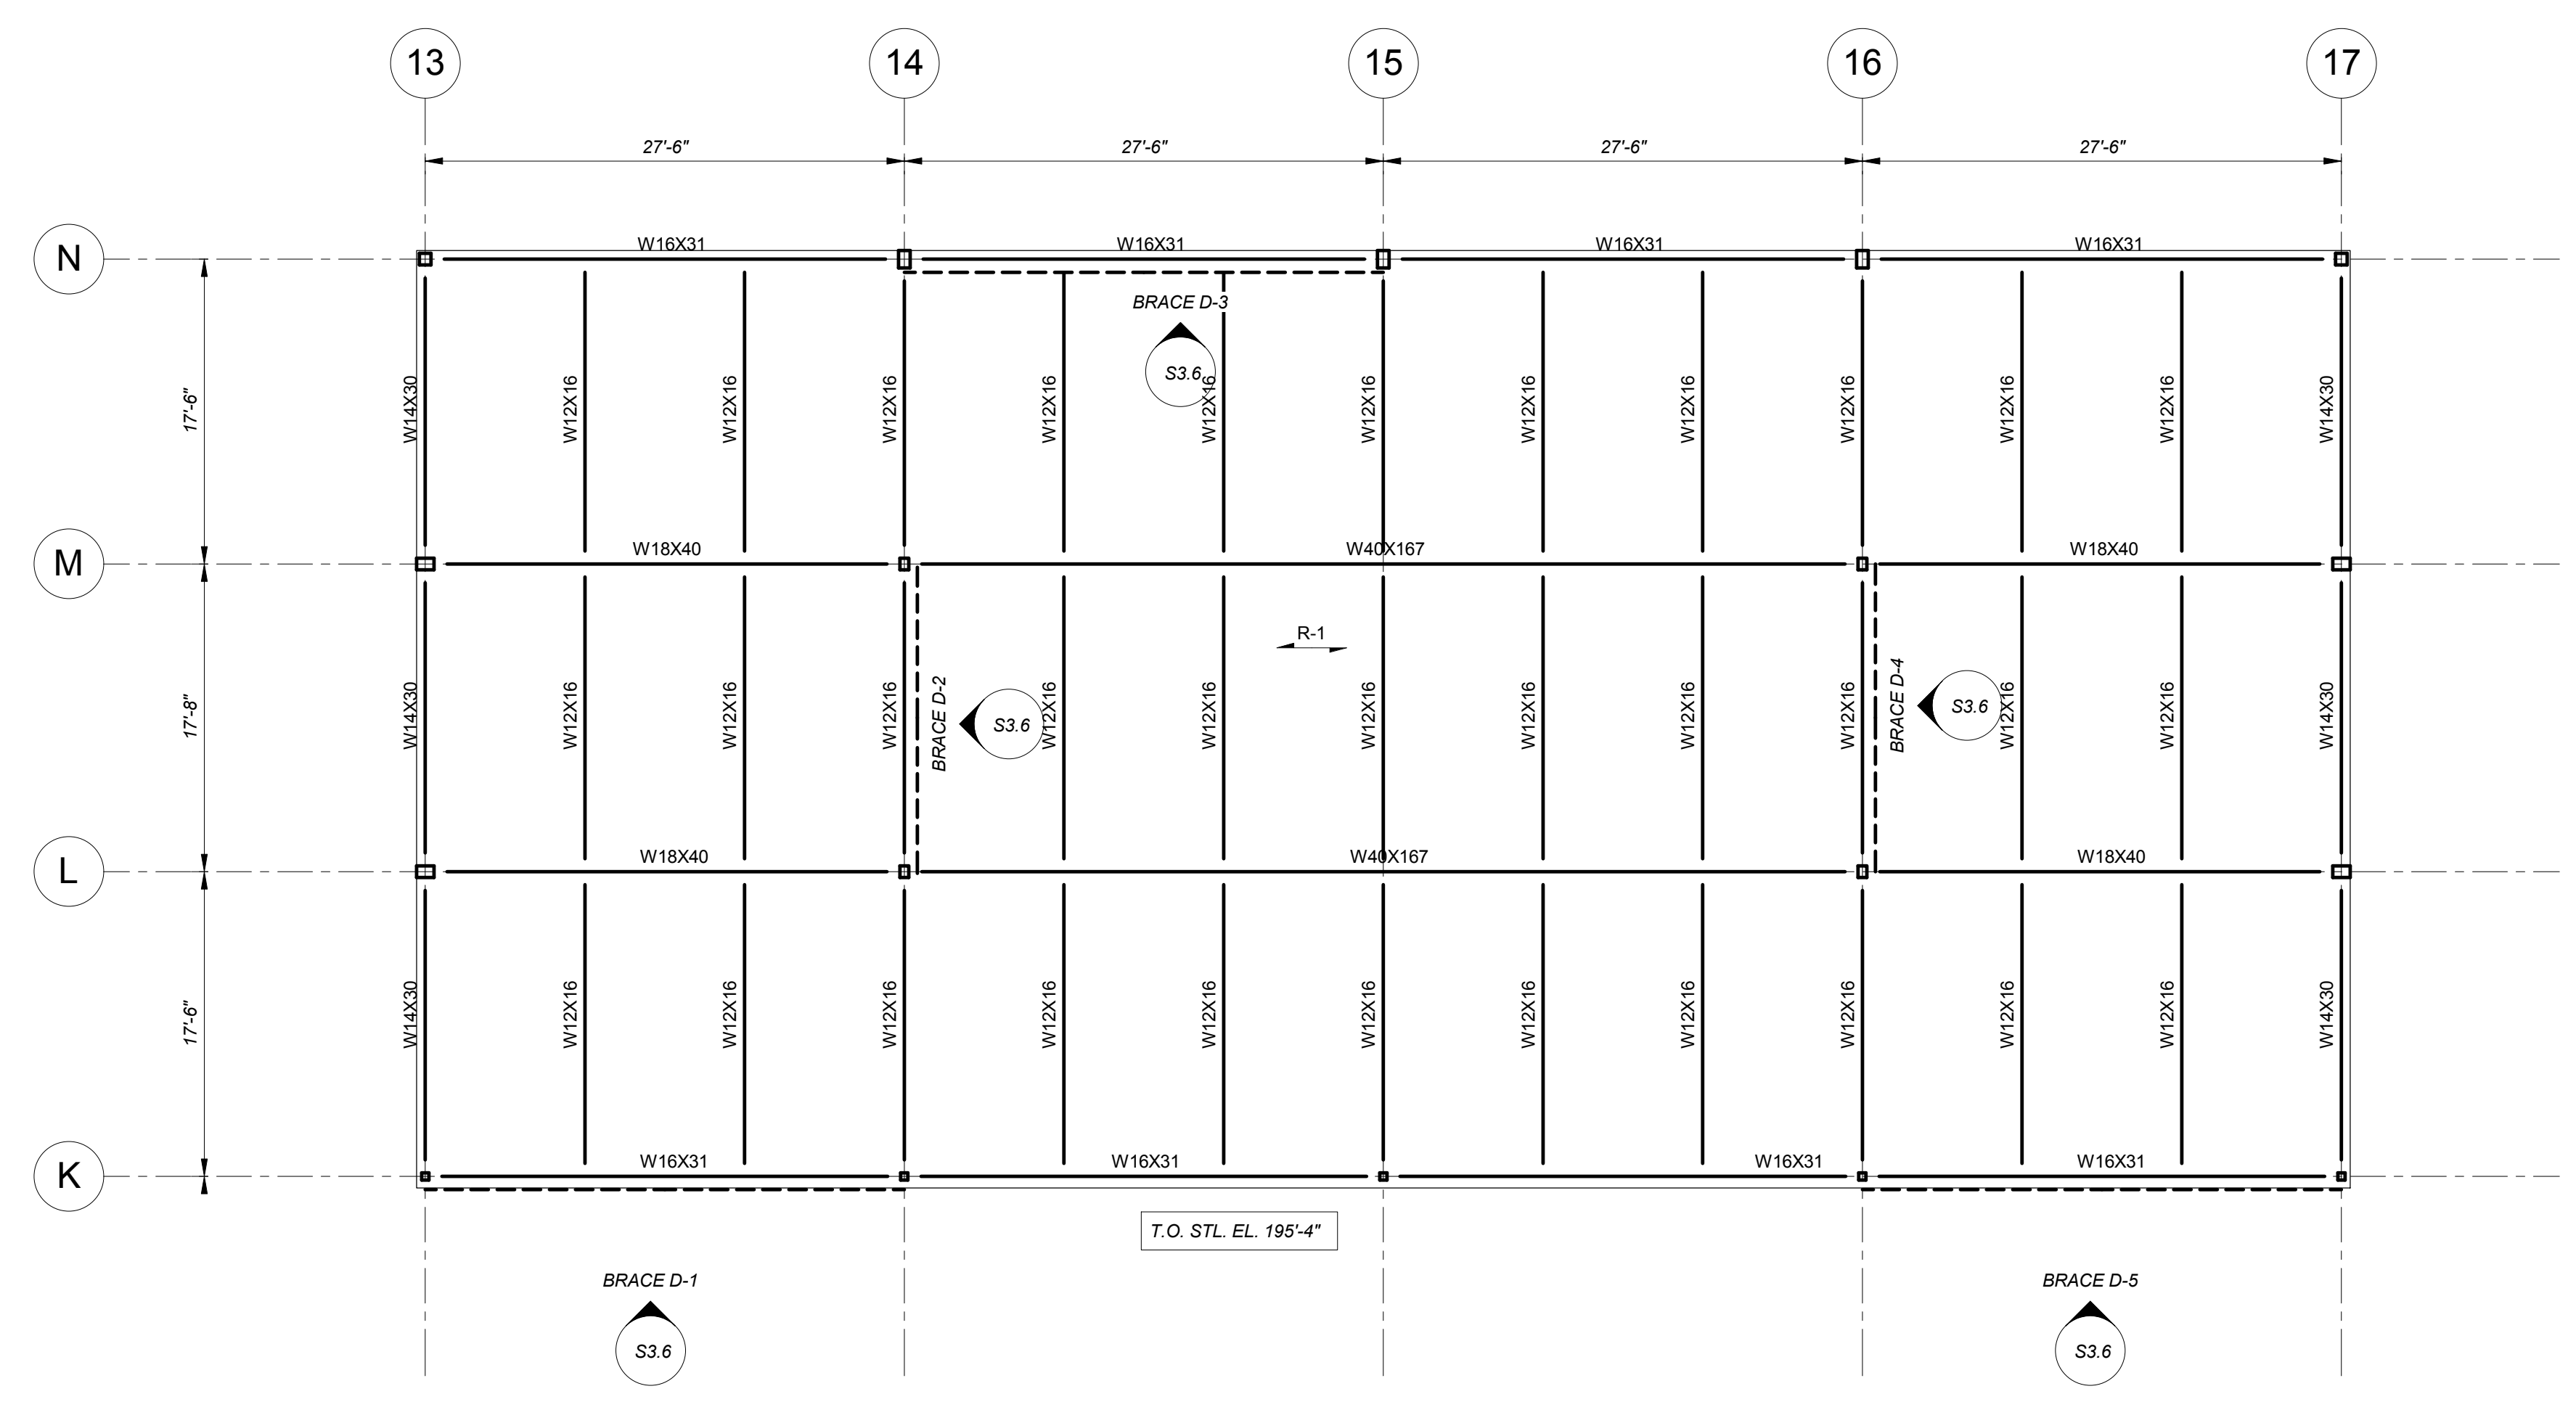 13 14 15 16 17
27'-6" 27'-6" 27'-6" 27'-6"
N
W16X31 W16X31 W16X31 W16X31
BRACE D-3
S3.6
17'-6"
W14X30 W12X16 W12X16 W12X16 W12X16 W12X16 W12X16 W12X16 W12X16 W12X16 W12X16 W12X16 W14X30
M
W18X40 W40X167 W18X40
R-1
17'-8"
W14X30 W12X16 W12X16 W12X16 BRACE D-2 S3.6 W12X16 W12X16 W12X16 W12X16 W12X16 W12X16 BRACE D-4 S3.6 W12X16 W12X16 W14X30
L
W18X40 W40X167 W18X40
17'-6"
W14X30 W12X16 W12X16 W12X16 W12X16 W12X16 W12X16 W12X16 W12X16 W12X16 W12X16 W12X16 W14X30
K
W16X31 W16X31 W16X31 W16X31
T.O. STL. EL. 195'-4"
BRACE D-1 BRACE D-5
S3.6 S3.6